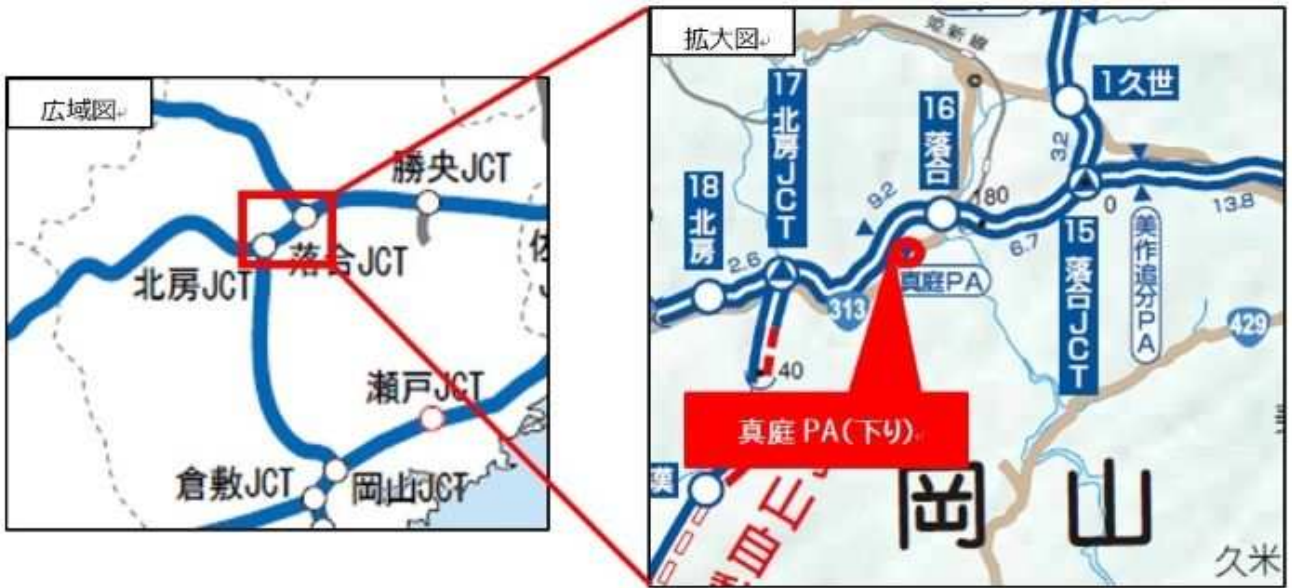 広域図
勝央JCT
落合JCT
北房JCT
瀬戸JCT
倉敷JCT
岡山JCT
拡大図
姫新線
17 北房JCT
16 落合
1 久世
18 北房
3.2
9.2
180
0
13.8
6.7
2.6
15 落合JCT
美作追分PA
真庭PA
313
429
40
真庭 PA(下り)
岡山
久米